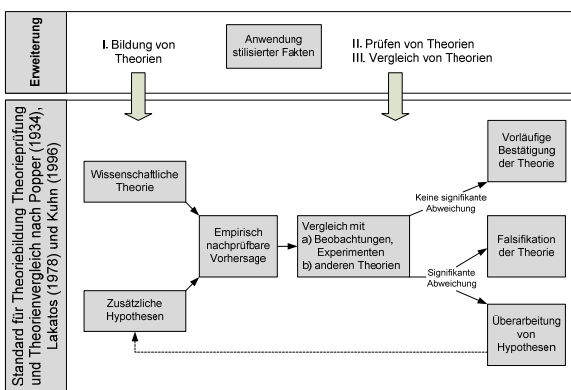 Erweiterung
I. Bildung von
Theorien
Anwendung
stilisierter Fakten
II. Prüfen von Theorien
III. Vergleich von Theorien
Standard für Theoriebildung Theorieprüfung
und Theorienvergleich nach Popper (1934),
Lakatos (1978) und Kuhn (1996)
Wissenschaftliche
Theorie
Zusätzliche
Hypothesen
Empirisch
nachprüfbare
Vorhersage
Vergleich mit
a) Beobachtungen,
Experimenten
b) anderen Theorien
Keine signifikante
Abweichung
Signifikante
Abweichung
Vorläufige
Bestätigung
der Theorie
Falsifikation
der Theorie
Überarbeitung
von
Hypothesen